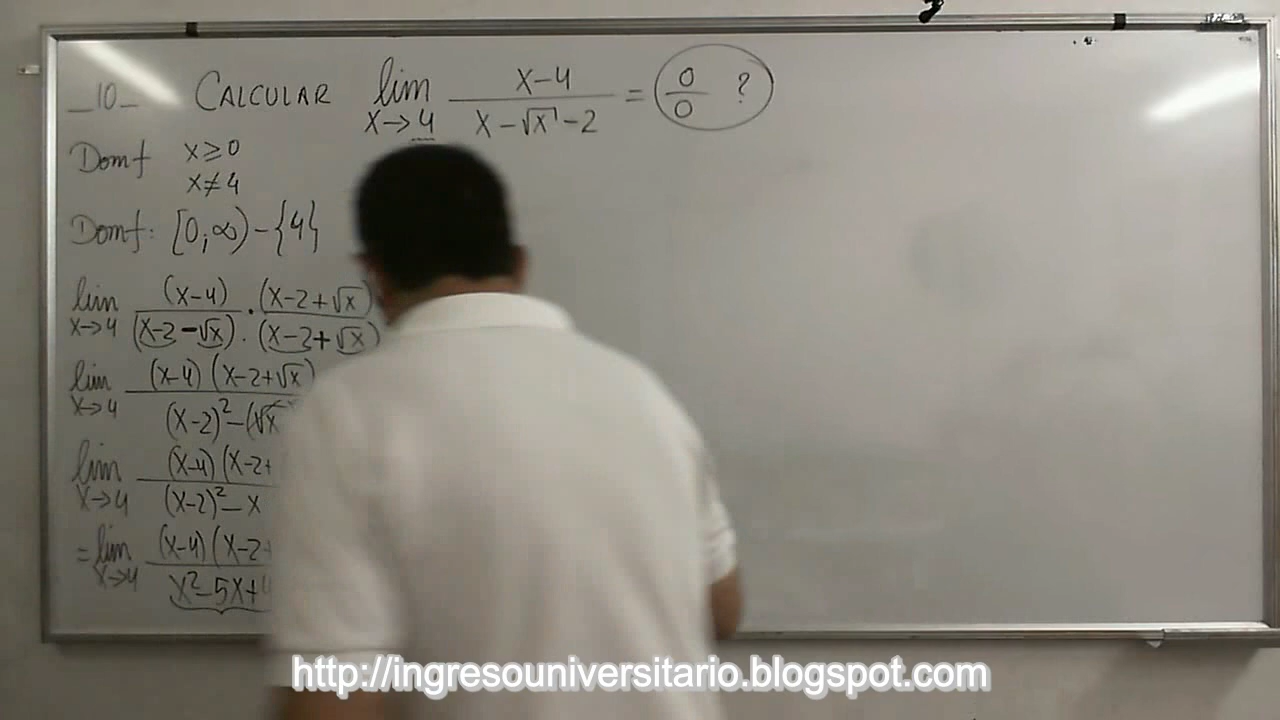 _10_ CALCULAR lim x→4 (x-4)/(x-√x-2) = (0/0 ?)
Dom f x≥0
x≠4
Dom f: [0,∞)-{4}
lim x→4 (x-4)/(x-2-√x) . (x-2+√x)/(x-2+√x)
lim x→4 (x-4)(x-2+√x)/(x-2)²-(√x
lim x→4 (x-4)(x-2+/(x-2)²-x
=lim x→4 (x-4)(x-2+/x²-5x+4
http://ingresouniversitario.blogspot.com